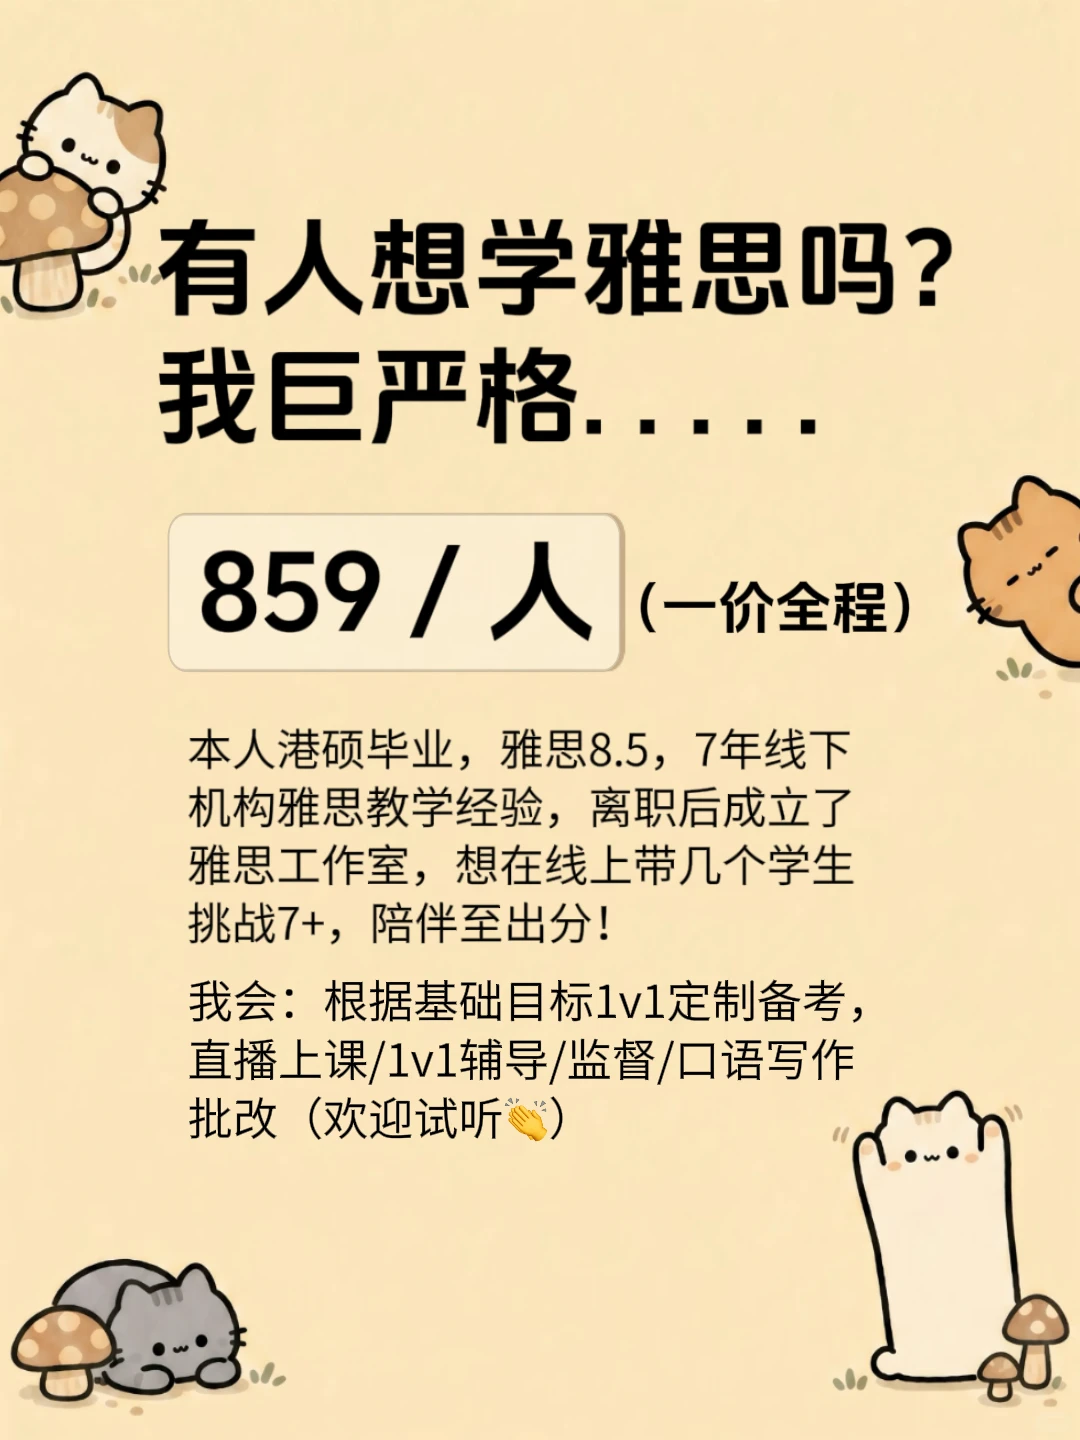 有人想学雅思吗?
我巨严格.....
859 / 人（一价全程）
本人港硕毕业，雅思8.5，7年线下
机构雅思教学经验，离职后成立了
雅思工作室，想在线上带几个学生
挑战7+，陪伴至出分！
我会：根据基础目标1v1定制备考，
直播上课/1v1辅导/监督/口语写作
批改（欢迎试听👏）